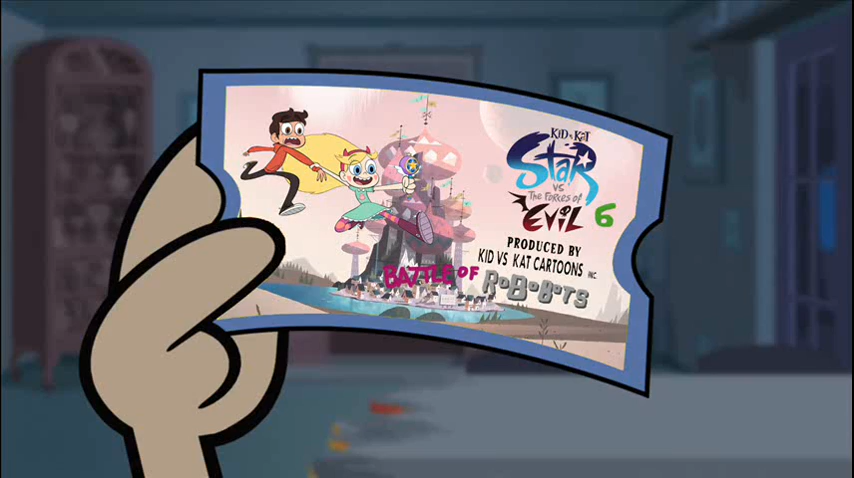 KID vs KAT
StaR
vs
The FORCES OF
EVIL 6
PRODUCED BY
KID VS KAT CARTOONS INC.
BATTLE OF
RoBoBoTS